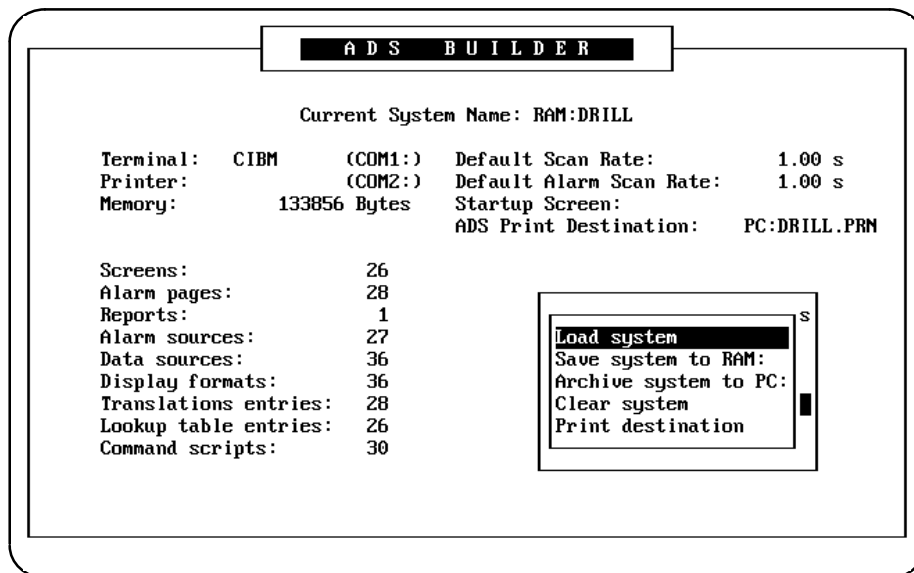 ADS BUILDER
Current System Name: RAM:DRILL
Terminal: CIBM (COM1:) Default Scan Rate: 1.00 s
Printer: (COM2:) Default Alarm Scan Rate: 1.00 s
Memory: 133856 Bytes Startup Screen:
ADS Print Destination: PC:DRILL.PRN
Screens: 26
Alarm pages: 28
Reports: 1
Alarm sources: 27
Data sources: 36
Display formats: 36
Translations entries: 28
Lookup table entries: 26
Command scripts: 30
s
Load system
Save system to RAM:
Archive system to PC:
Clear system
Print destination